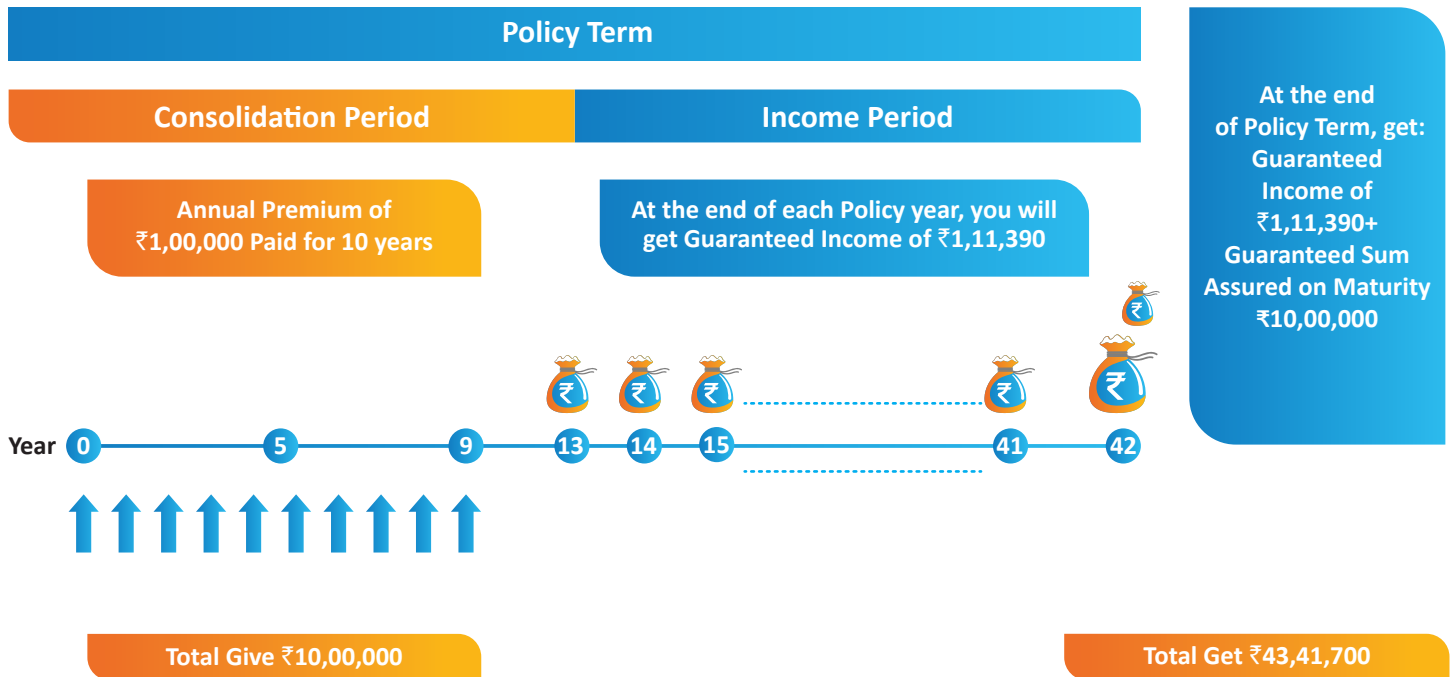 Policy Term
Consolidation Period
Income Period
Annual Premium of
₹1,00,000 Paid for 10 years
At the end of each Policy year, you will
get Guaranteed Income of ₹1,11,390
At the end
of Policy Term, get:
Guaranteed
Income of
₹1,11,390+
Guaranteed Sum
Assured on Maturity
₹10,00,000
₹
₹ ₹ ₹ ₹ ₹
Year 0 5 9 13 14 15 41 42
Total Give ₹10,00,000
Total Get ₹43,41,700